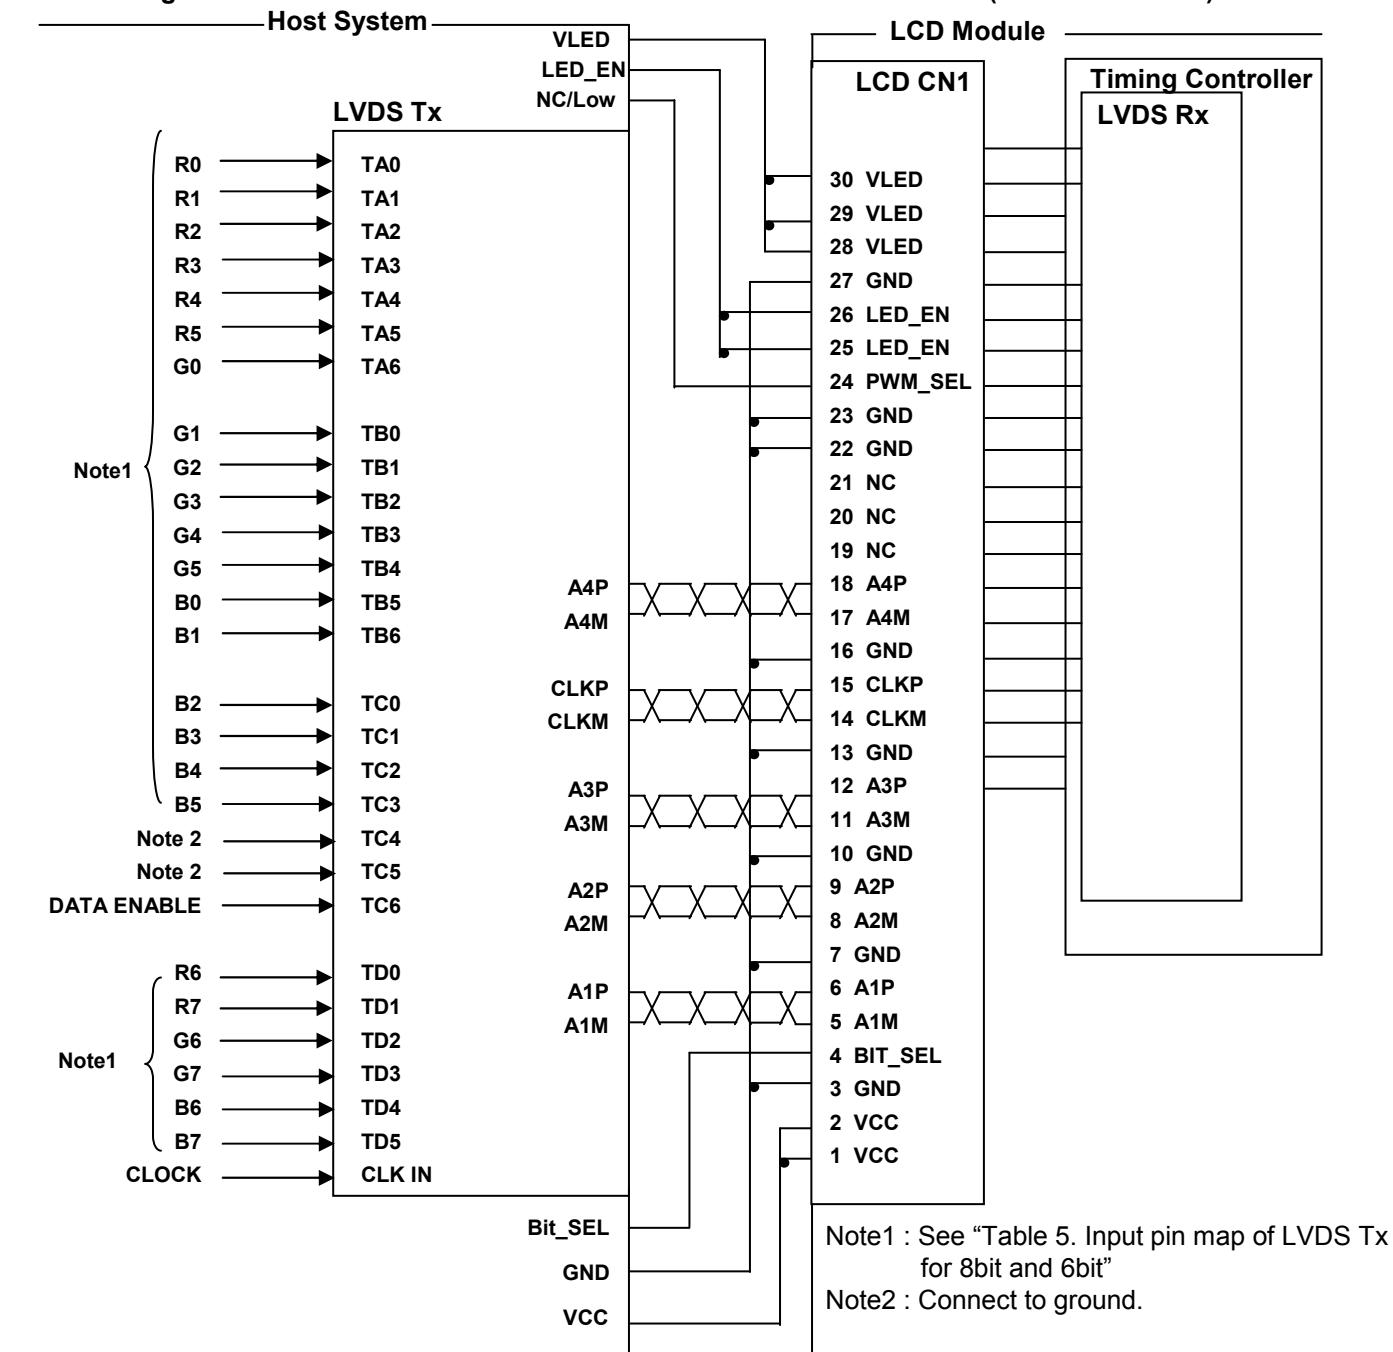 Host System
LCD Module
VLED
LED_EN
NC/Low
LVDS Tx
LCD CN1
Timing Controller
LVDS Rx
R0 TA0
R1 TA1
R2 TA2
R3 TA3
R4 TA4
R5 TA5
G0 TA6
G1 TB0
G2 TB1
G3 TB2
G4 TB3
G5 TB4
B0 TB5
B1 TB6
Note1
B2 TC0
B3 TC1
B4 TC2
B5 TC3
Note 2 TC4
Note 2 TC5
DATA ENABLE TC6
R6 TD0
R7 TD1
G6 TD2
G7 TD3
B6 TD4
B7 TD5
Note1
CLOCK CLK IN
A4P
A4M
CLKP
CLKM
A3P
A3M
A2P
A2M
A1P
A1M
Bit_SEL
GND
VCC
30 VLED
29 VLED
28 VLED
27 GND
26 LED_EN
25 LED_EN
24 PWM_SEL
23 GND
22 GND
21 NC
20 NC
19 NC
18 A4P
17 A4M
16 GND
15 CLKP
14 CLKM
13 GND
12 A3P
11 A3M
10 GND
9 A2P
8 A2M
7 GND
6 A1P
5 A1M
4 BIT_SEL
3 GND
2 VCC
1 VCC
Note1 : See “Table 5. Input pin map of LVDS Tx
for 8bit and 6bit”
Note2 : Connect to ground.